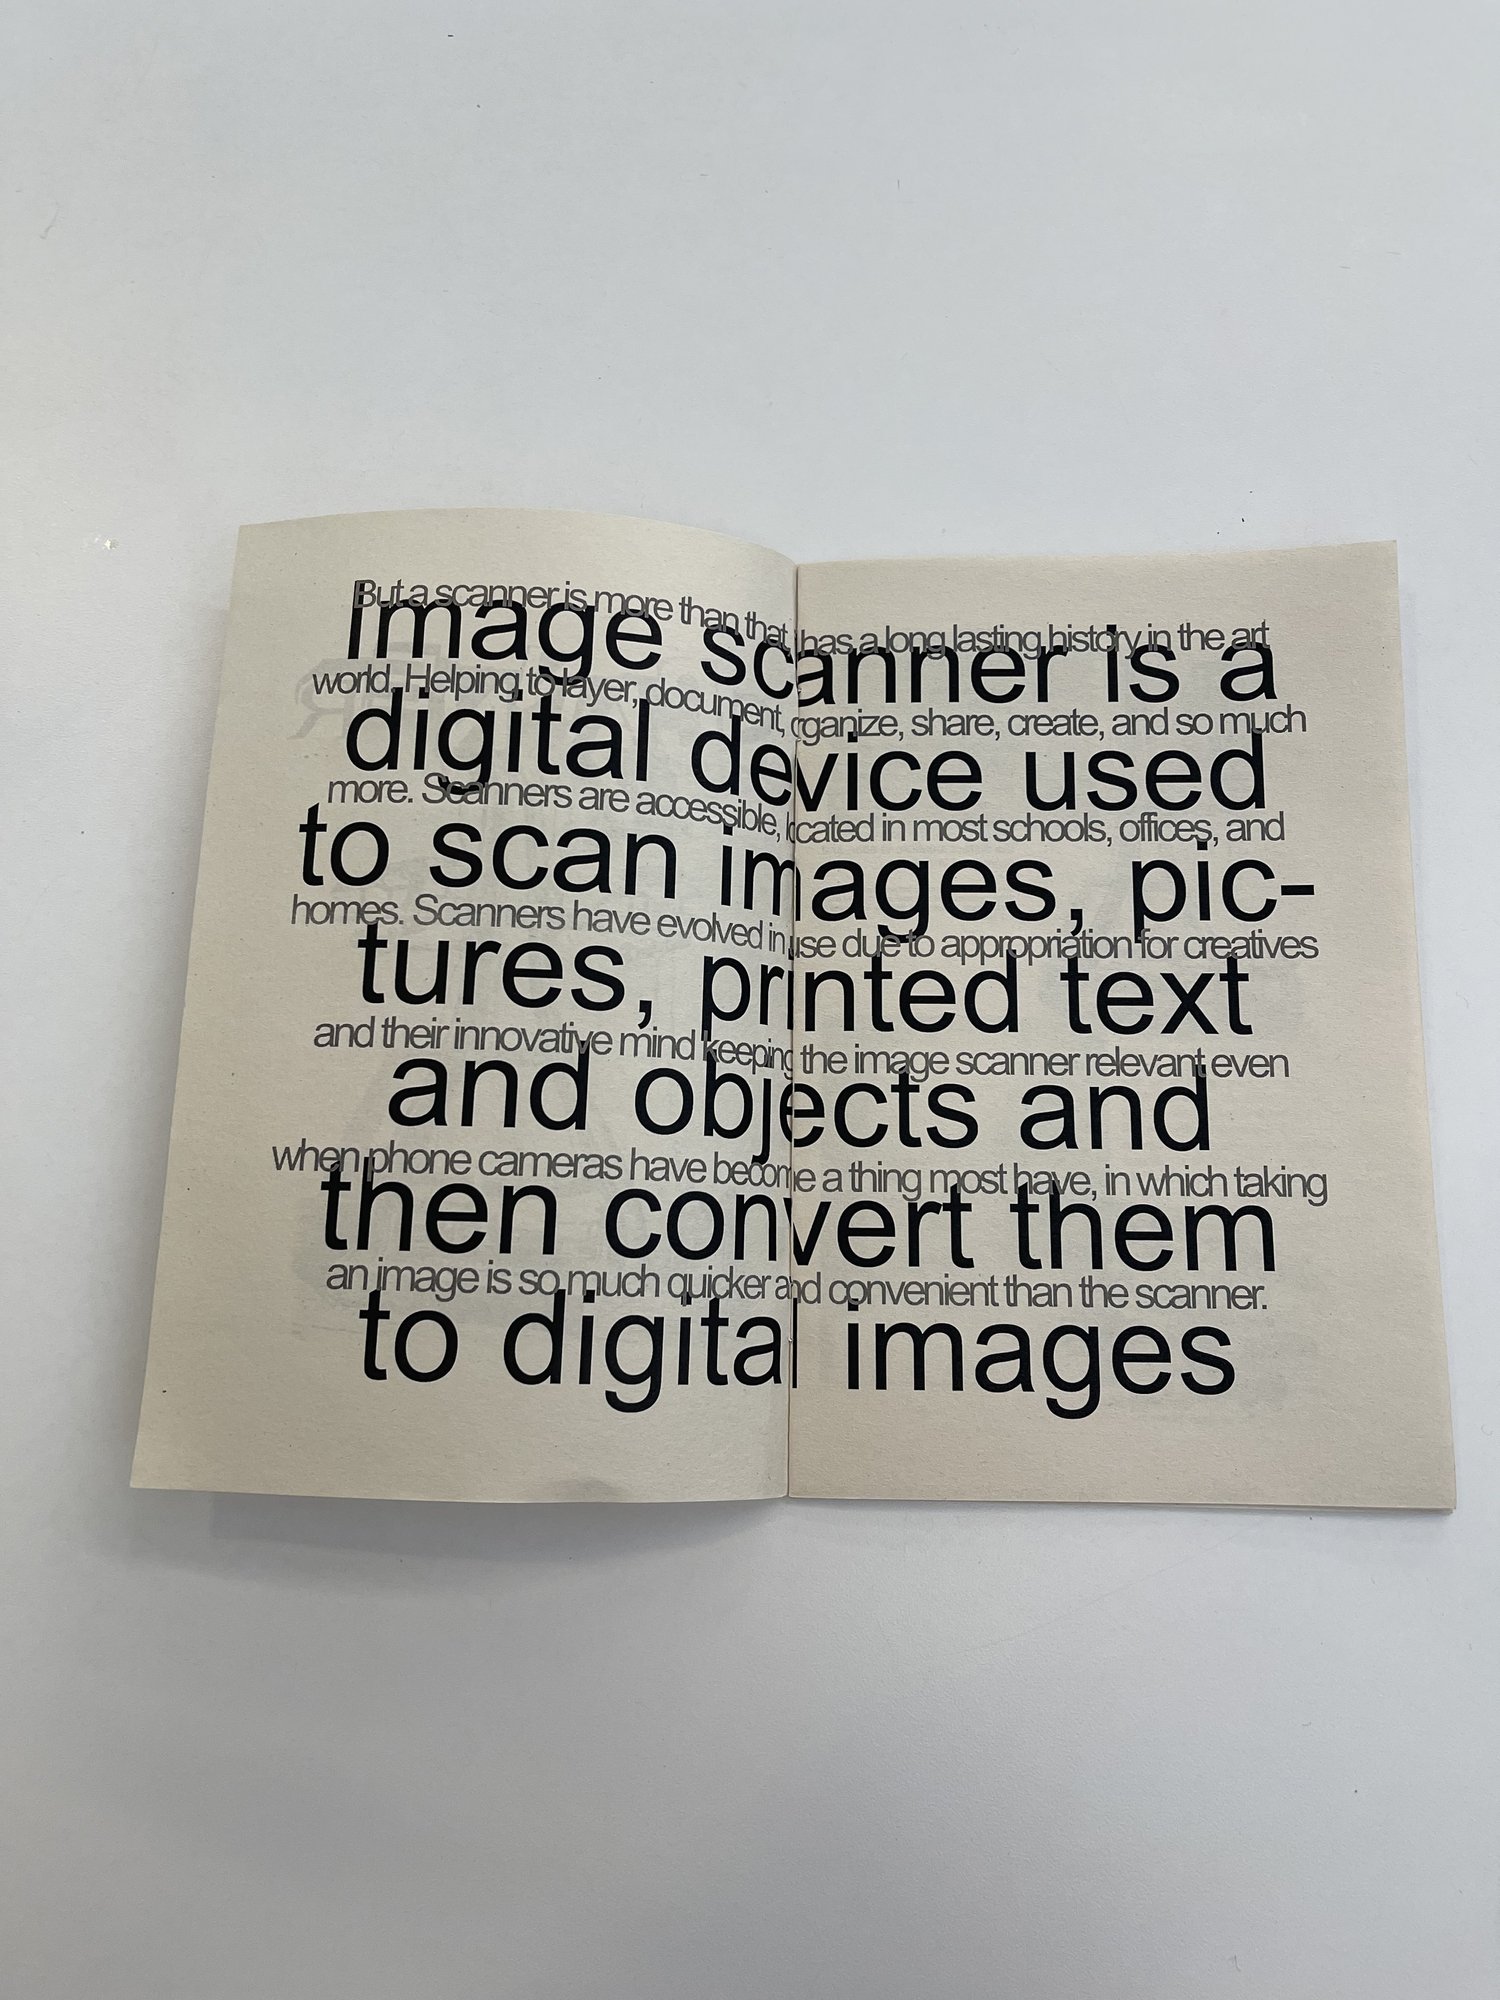 Image scanner is a
digital device used
to scan images, pic-
tures, printed text
and objects and
then convert them
to digital images
But a scanner is more than that, has a long lasting history in the art
world. Helping to layer, document, organize, share, create, and so much
more. Scanners are accessible, located in most schools, offices, and
homes. Scanners have evolved in use due to appropriation for creatives
and their innovative mind keeping the image scanner relevant even
when phone cameras have become a thing most have, in which taking
an image is so much quicker and convenient than the scanner.